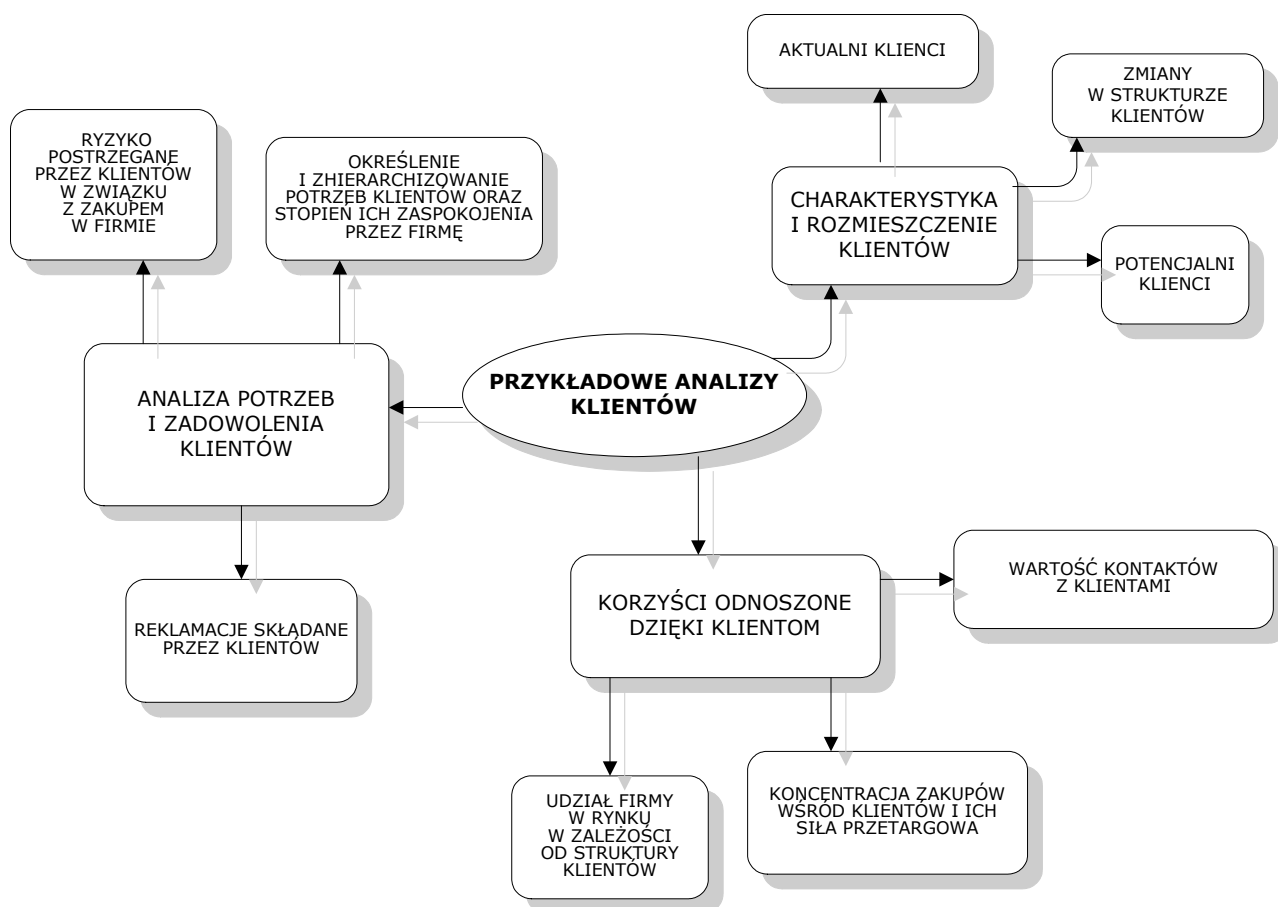 AKTUALNI KLIENCI
ZMIANY
W STRUKTURZE
KLIENTÓW
RYZYKO
POSTRZEGANE
PRZEZ KLIENTÓW
W ZWIĄZKU
Z ZAKUPEM
W FIRMIE
OKREŚLENIE
I ZHIERARCHIZOWANIE
POTRZEB KLIENTÓW ORAZ
STOPIEŃ ICH ZASPOKOJENIA
PRZEZ FIRMĘ
CHARAKTERYSTYKA
I ROZMIESZCZENIE
KLIENTÓW
POTENCJALNI
KLIENCI
PRZYKŁADOWE ANALIZY
KLIENTÓW
ANALIZA POTRZEB
I ZADOWOLENIA
KLIENTÓW
WARTOŚĆ KONTAKTÓW
Z KLIENTAMI
KORZYŚCI ODNOSZONE
DZIĘKI KLIENTOM
REKLAMACJE SKŁĄDANE
PRZEZ KLIENTÓW
UDZIAŁ FIRMY
W RYNKU
W ZALEŻOŚCI
OD STRUKTURY
KLIENTÓW
KONCENTRACJA ZAKUPÓW
WŚRÓD KLIENTÓW I ICH
SIŁA PRZETARGOWA